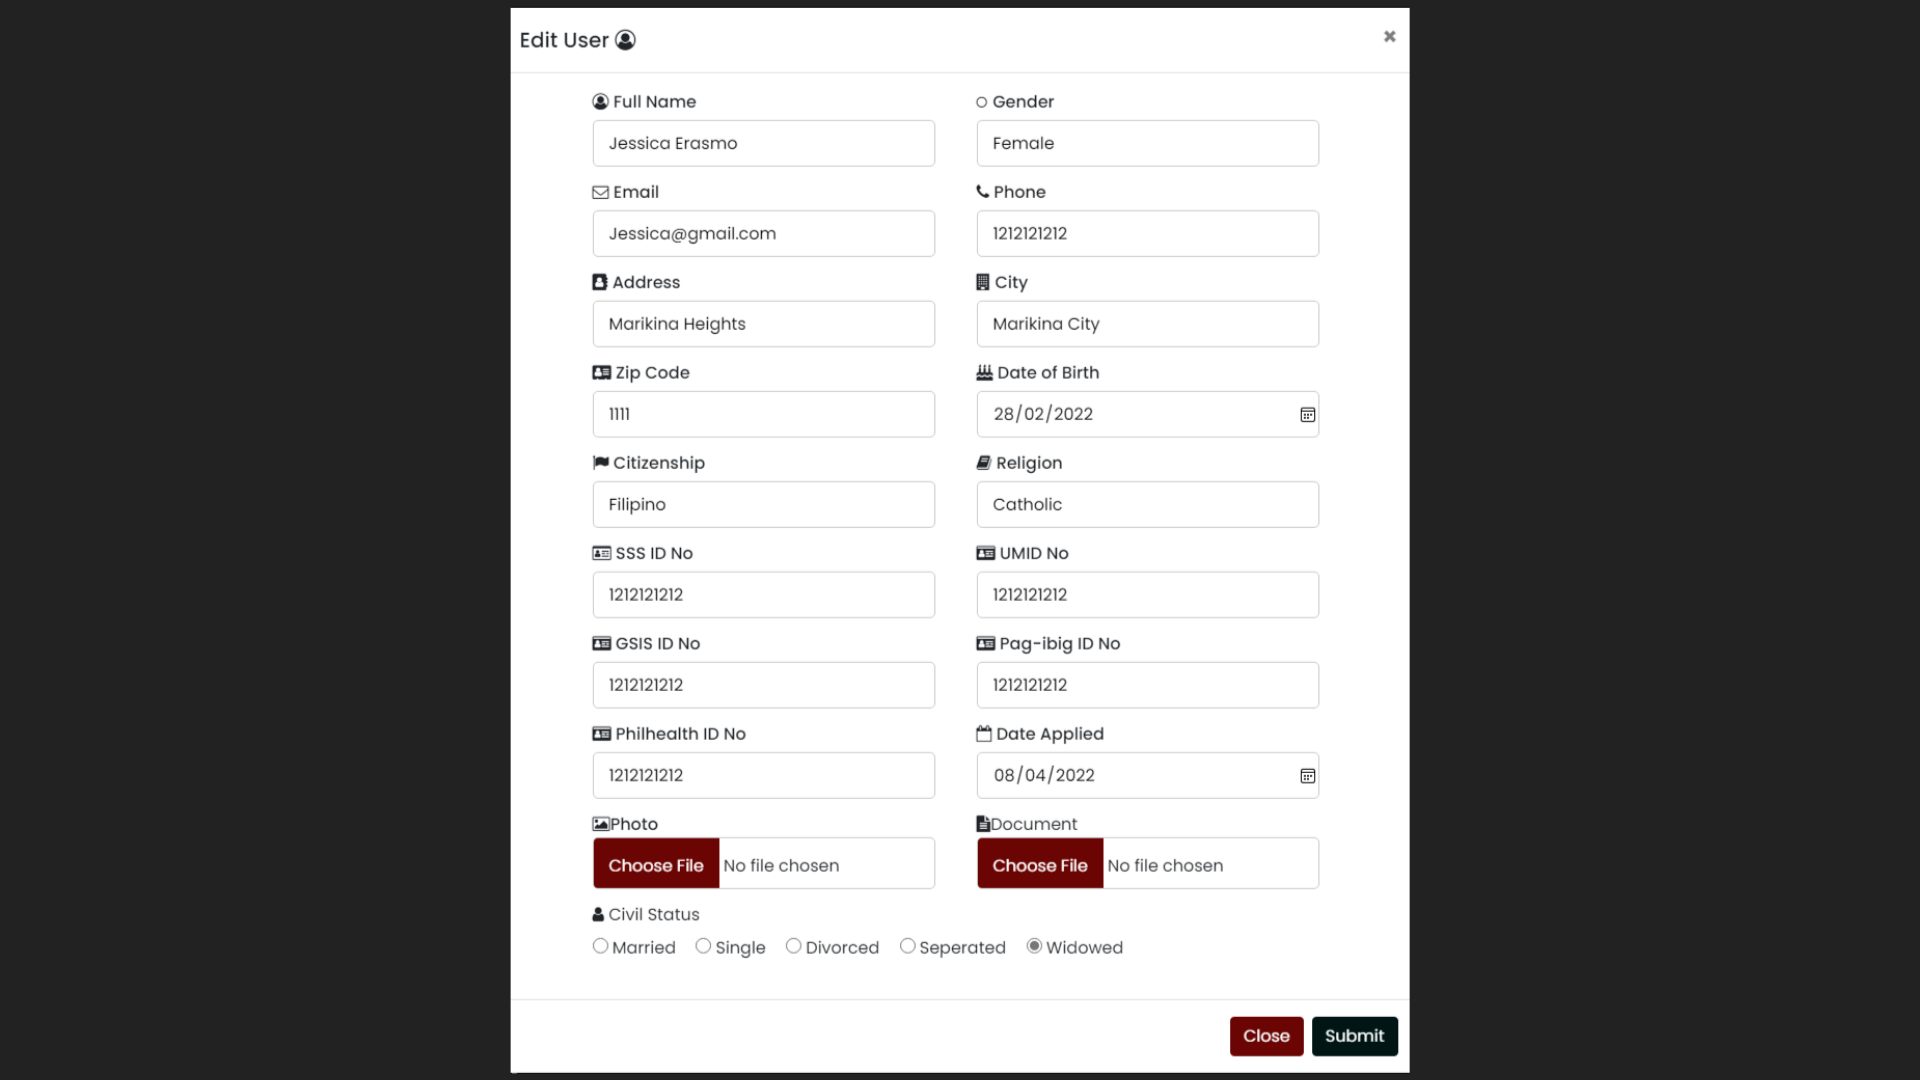 Edit User
Full Name
Gender
Jessica Erasmo
Female
Email
Phone
Jessica@gmail.com
1212121212
Address
City
Marikina Heights
Marikina City
Zip Code
Date of Birth
1111
28/02/2022
Citizenship
Religion
Filipino
Catholic
SSS ID No
UMID No
1212121212
1212121212
GSIS ID No
Pag-ibig ID No
1212121212
1212121212
Philhealth ID No
Date Applied
1212121212
08/04/2022
Photo
Document
Choose File No file chosen
Choose File No file chosen
Civil Status
Married Single Divorced Seperated Widowed
Close Submit